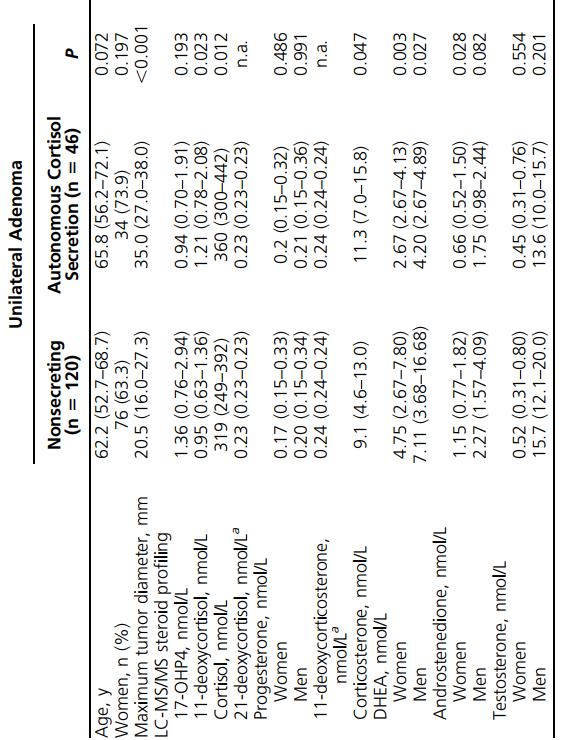 Unilateral Adenoma
Nonsecreting (n = 120) Autonomous Cortisol Secretion (n = 46) P
Age, y 62.2 (52.7–68.7) 65.8 (56.2–72.1) 0.072
Women, n (%) 76 (63.3) 34 (73.9) 0.197
Maximum tumor diameter, mm 20.5 (16.0–27.3) 35.0 (27.0–38.0) <0.001
LC-MS/MS steroid profiling
17-OHP4, nmol/L 1.36 (0.76–2.94) 0.94 (0.70–1.91) 0.193
11-deoxycortisol, nmol/L 0.95 (0.63–1.36) 1.21 (0.78–2.08) 0.023
Cortisol, nmol/L 319 (249–392) 360 (300–442) 0.012
21-deoxycortisol, nmol/Lᵃ 0.23 (0.23–0.23) 0.23 (0.23–0.23) n.a.
Progesterone, nmol/L
Women 0.17 (0.15–0.33) 0.2 (0.15–0.32) 0.486
Men 0.20 (0.15–0.34) 0.21 (0.15–0.36) 0.991
11-deoxycorticosterone, 0.24 (0.24–0.24) 0.24 (0.24–0.24) n.a.
nmol/Lᵃ
Corticosterone, nmol/L 9.1 (4.6–13.0) 11.3 (7.0–15.8) 0.047
DHEA, nmol/L
Women 4.75 (2.67–7.80) 2.67 (2.67–4.13) 0.003
Men 7.11 (3.68–16.68) 4.20 (2.67–4.89) 0.027
Androstenedione, nmol/L
Women 1.15 (0.77–1.82) 0.66 (0.52–1.50) 0.028
Men 2.27 (1.57–4.09) 1.75 (0.98–2.44) 0.082
Testosterone, nmol/L
Women 0.52 (0.31–0.80) 0.45 (0.31–0.76) 0.554
Men 15.7 (12.1–20.0) 13.6 (10.0–15.7) 0.201